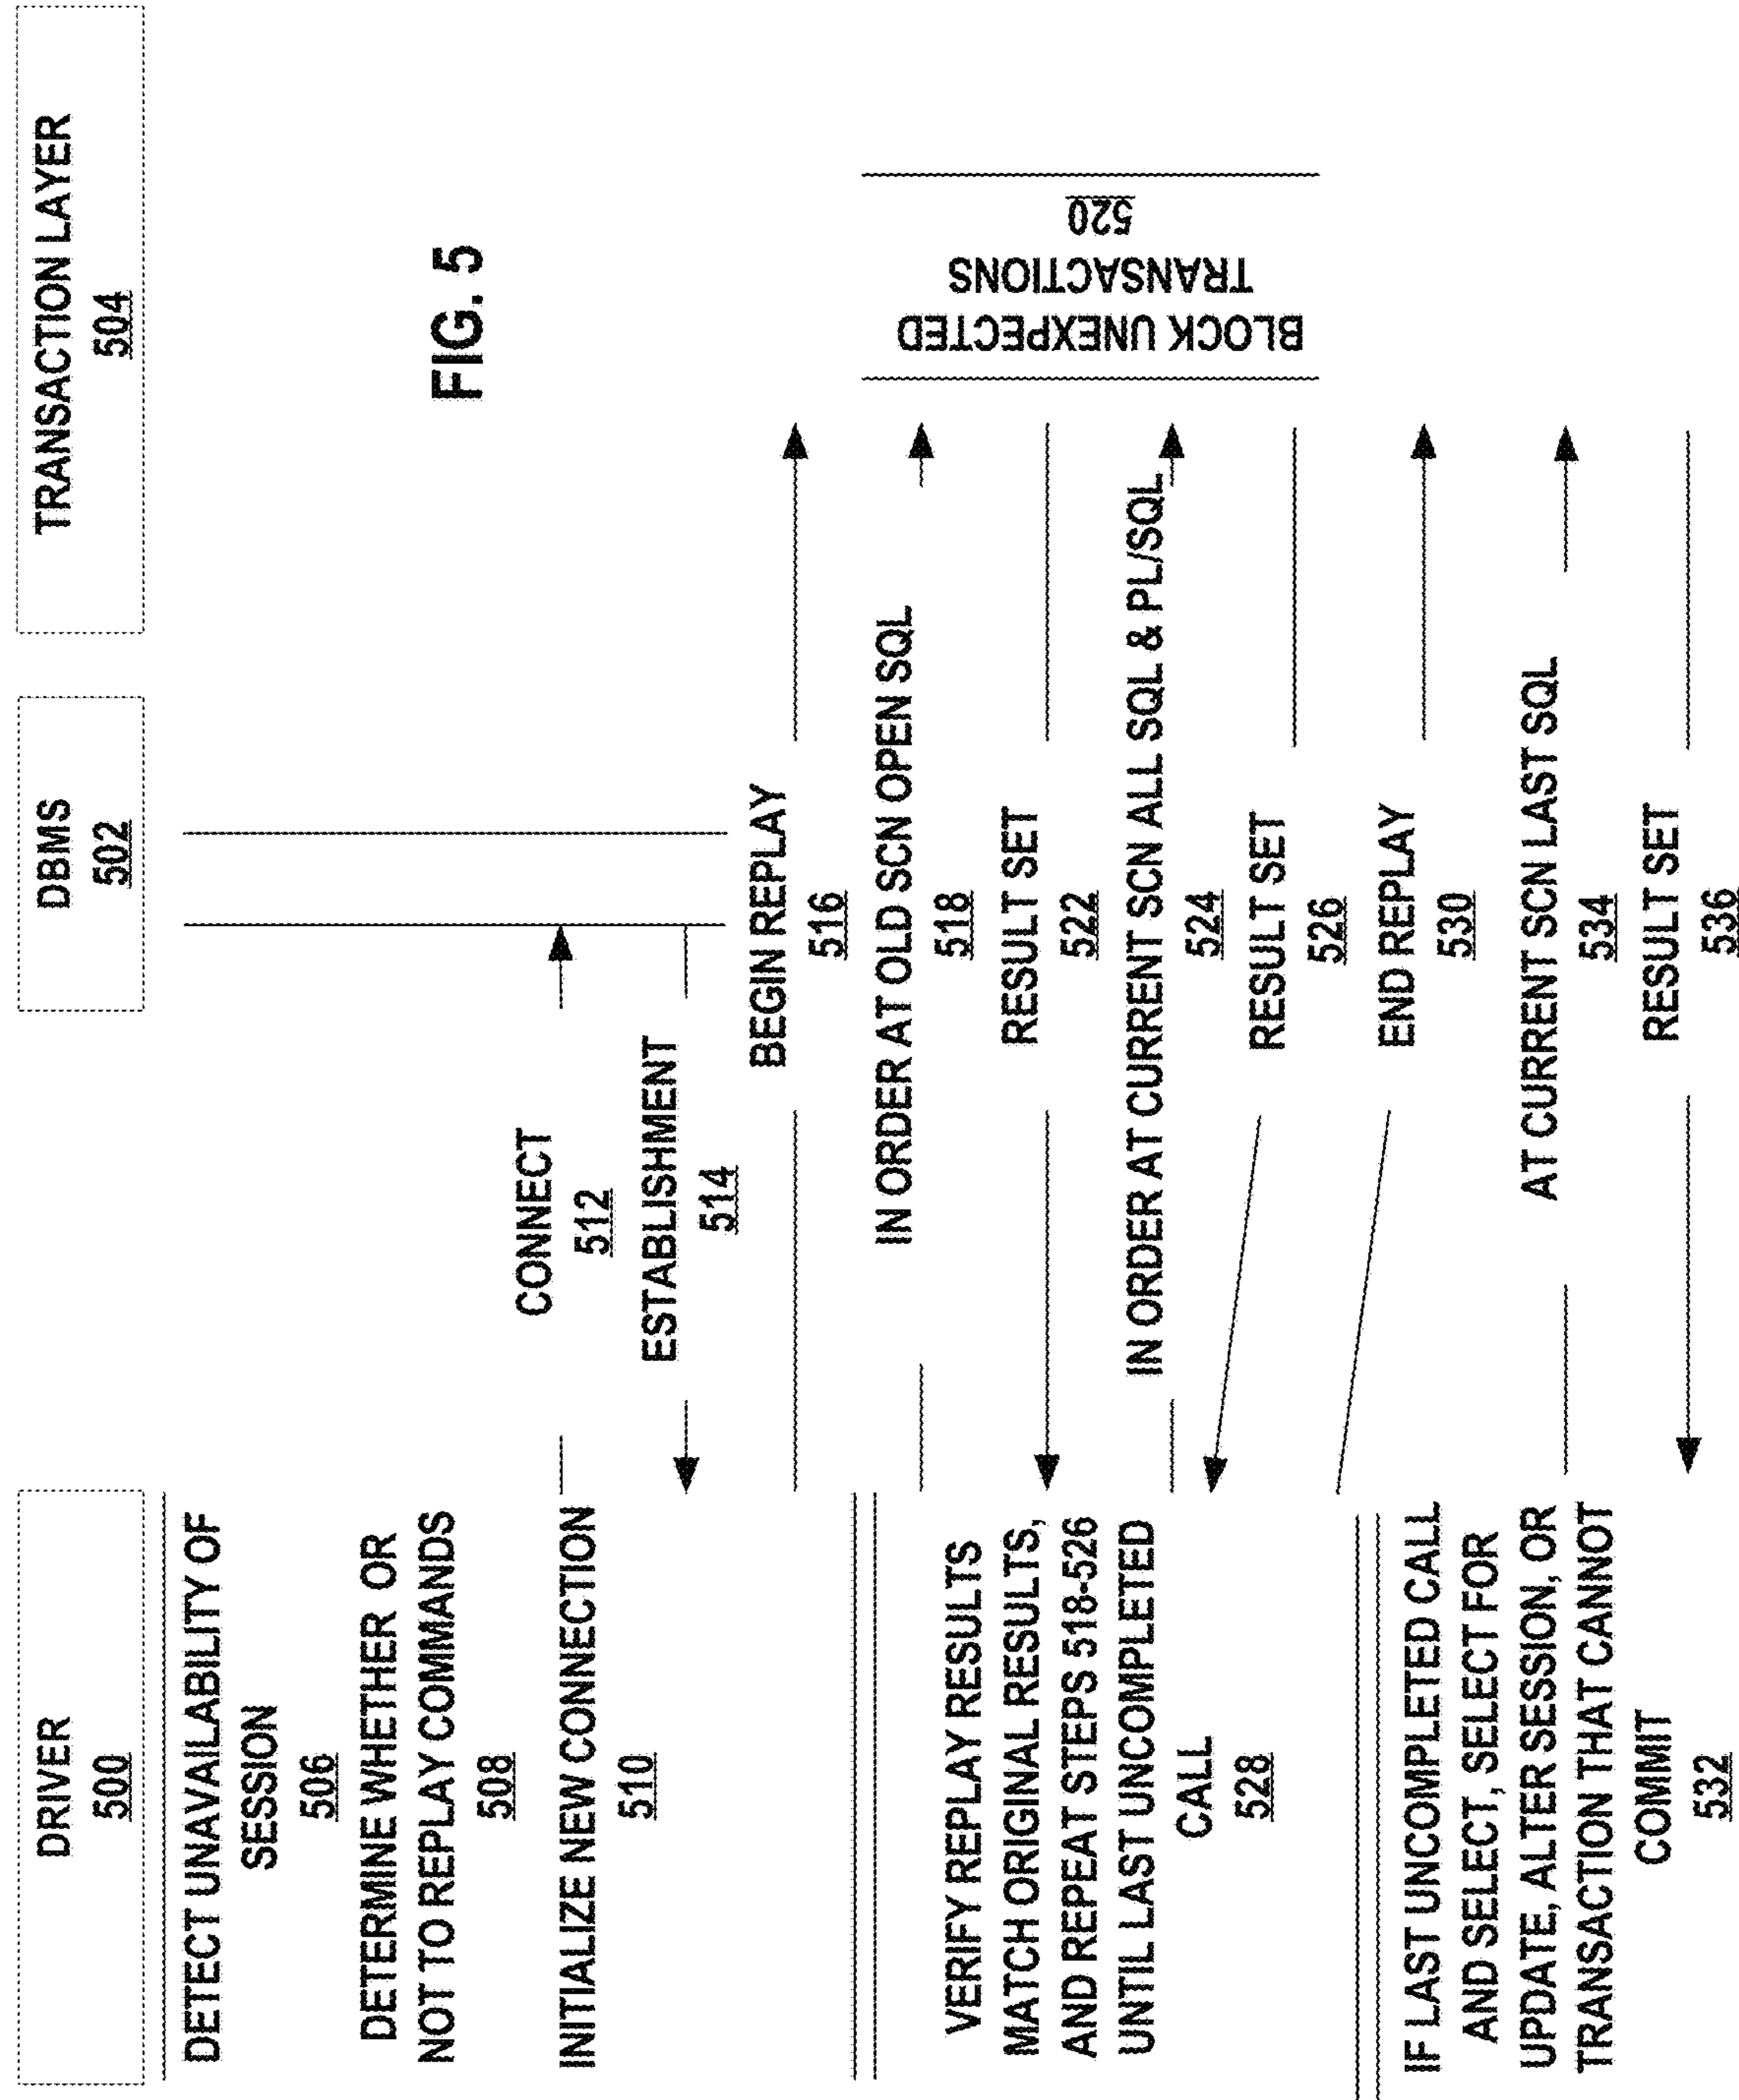 DRIVER
500
DBMS
502
TRANSACTION LAYER
504
DETECT UNAVAILABILITY OF
SESSION
506
DETERMINE WHETHER OR
NOT TO REPLAY COMMANDS
508
INITIALIZE NEW CONNECTION
510
CONNECT
512
ESTABLISHMENT
514
FIG. 5
BEGIN REPLAY
516
IN ORDER AT OLD SCN OPEN SQL
518
BLOCK UNEXPECTED
TRANSACTIONS
520
RESULT SET
522
IN ORDER AT CURRENT SCN ALL SQL & PL/SQL
524
RESULT SET
526
VERIFY REPLAY RESULTS
MATCH ORIGINAL RESULTS,
AND REPEAT STEPS 518-526
UNTIL LAST UNCOMPLETED
CALL
528
END REPLAY
530
IF LAST UNCOMPLETED CALL
AND SELECT, SELECT FOR
UPDATE, ALTER SESSION, OR
TRANSACTION THAT CANNOT
COMMIT
532
AT CURRENT SCN LAST SQL
534
RESULT SET
536